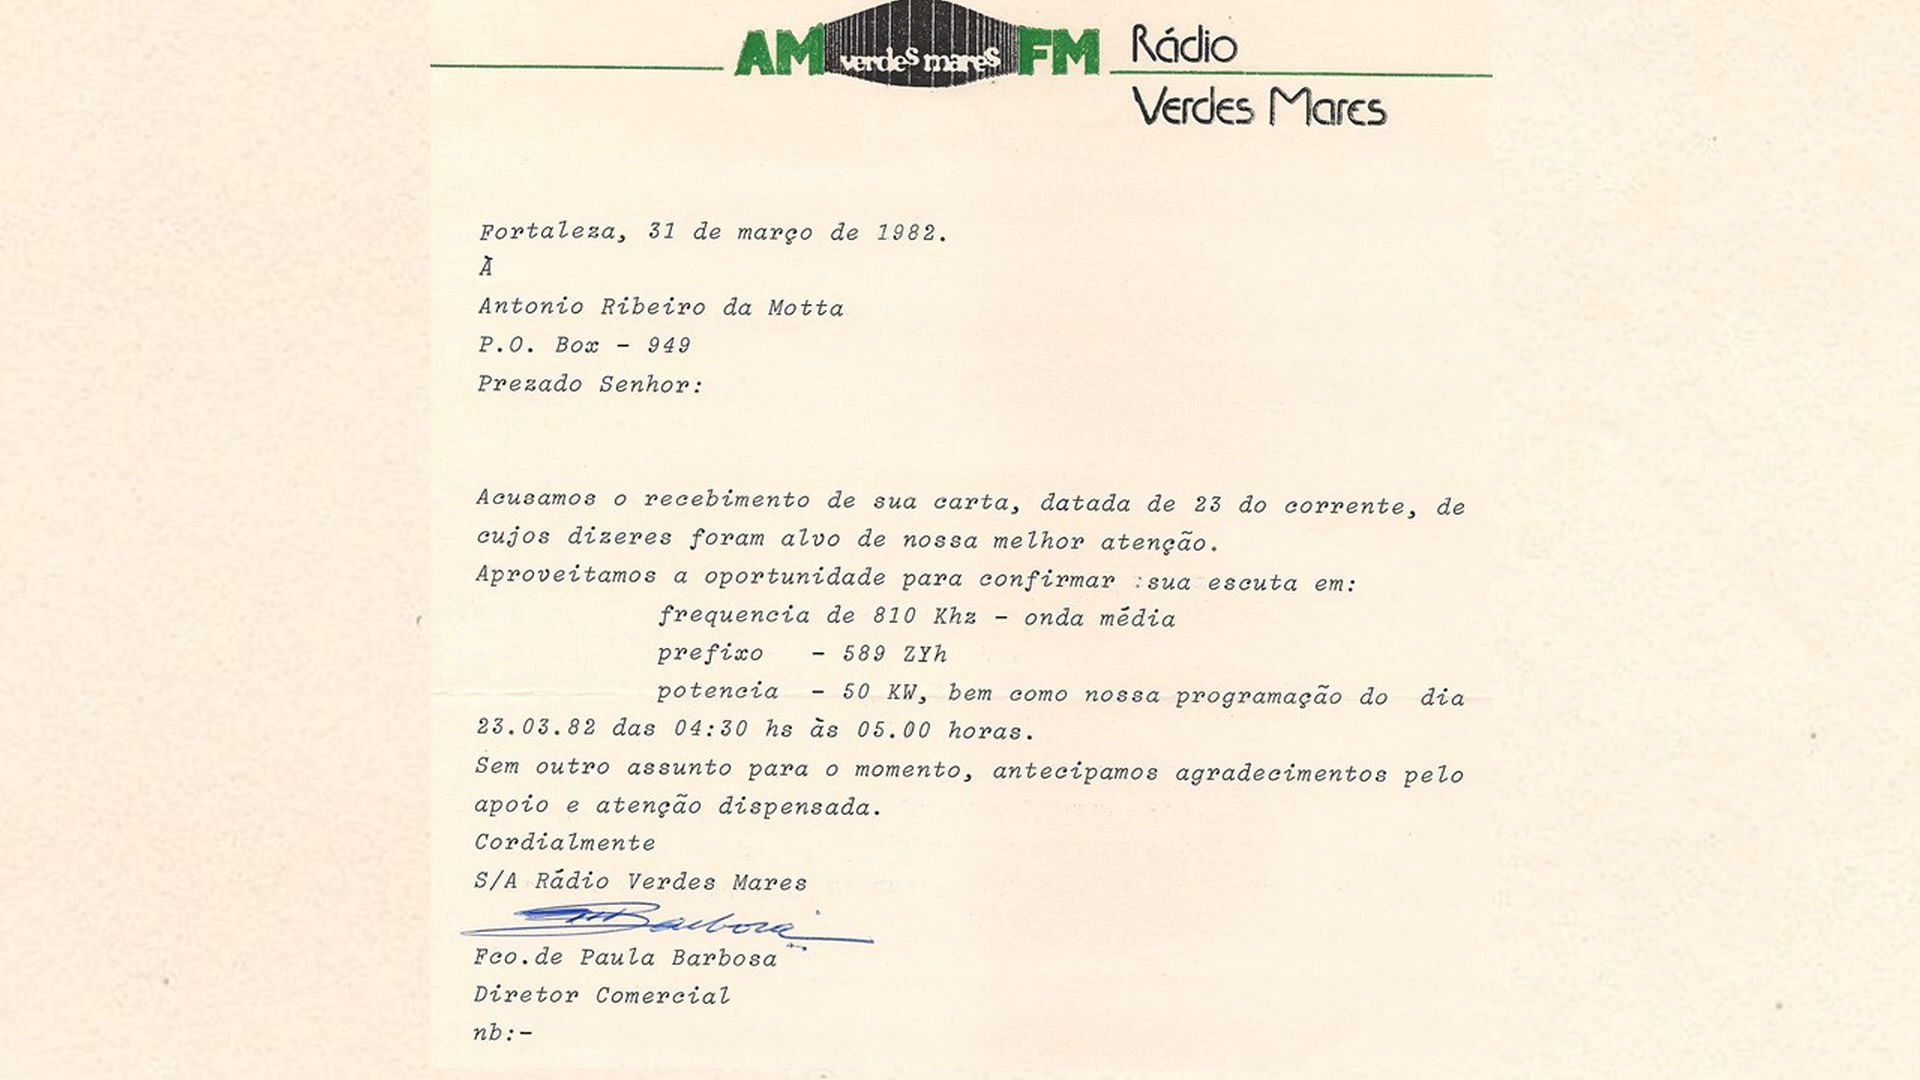 AM verdes mares FM
Rádio
Verdes Mares
Fortaleza, 31 de março de 1982.
À
Antonio Ribeiro da Motta
P.O. Box - 949
Prezado Senhor:
Acusamos o recebimento de sua carta, datada de 23 do corrente, de
cujos dizeres foram alvo de nossa melhor atenção.
Aproveitamos a oportunidade para confirmar :sua escuta em:
frequencia de 810 Khz - onda média
prefixo - 589 ZYh
potencia - 50 KW, bem como nossa programação do dia
23.03.82 das 04:30 hs às 05.00 horas.
Sem outro assunto para o momento, antecipamos agradecimentos pelo
apoio e atenção dispensada.
Cordialmente
S/A Rádio Verdes Mares
Barbosa
Fco.de Paula Barbosa
Diretor Comercial
nb:-